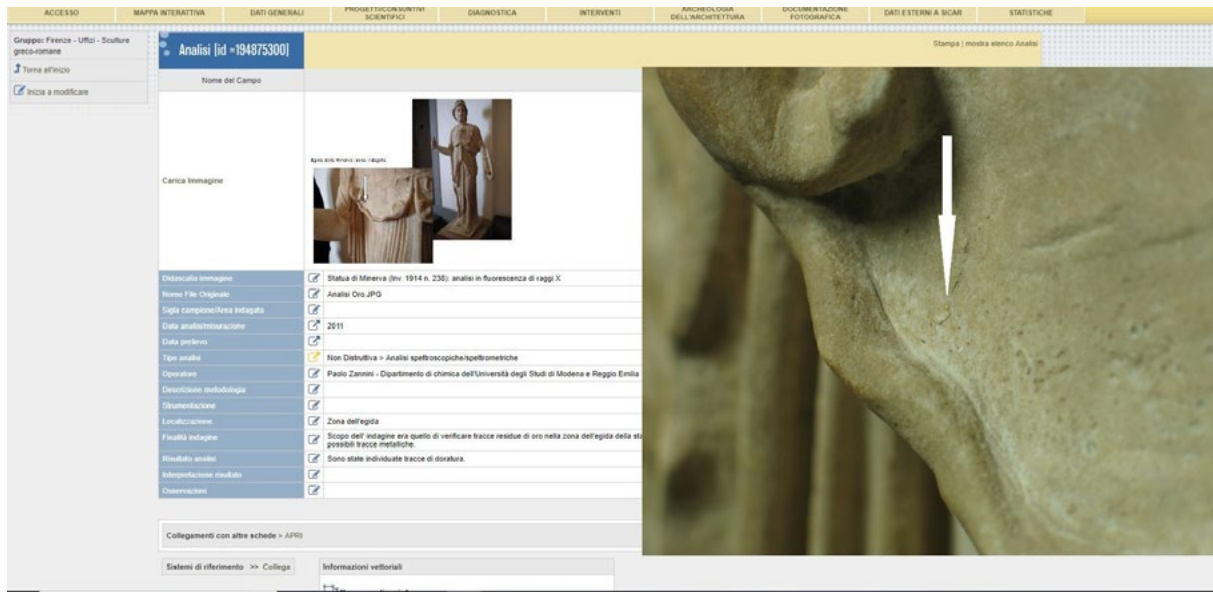 ACCESSO
MAPPA INTERATTIVA
DATI GENERALI
PROGETTI/CONSUNTIVI
SCIENTIFICI
DIAGNOSTICA
INTERVENTI
ARCHEOLOGIA
DELL'ARCHITETTURA
DOCUMENTAZIONE
FOTOGRAFICA
DATI ESTERNI A SICAR
STATISTICHE
Gruppo: Firenze - Uffizi - Sculture
greco-romane
Torna all'inizio
Inizia a modificare
Analisi [id =194875300]
Stampa | mostra elenco Analisi
Nome del Campo
Carica Immagine
Didascalia immagine
Statua di Minerva (Inv. 1914 n. 238): analisi in fluorescenza di raggi X
Nome File Originale
Analisi Oro.JPG
Sigla campione/Area indagata
Data analisi/misurazione
2011
Data prelievo
Tipo analisi
Non Distruttiva > Analisi spettroscopiche/spettrometriche
Operatore
Paolo Zannini - Dipartimento di chimica dell'Università degli Studi di Modena e Reggio Emilia
Descrizione metodologia
Strumentazione
Localizzazione
Zona dell'egida
Finalità indagine
Scopo dell' indagine era quello di verificare tracce residue di oro nella zona dell'egida della sta
possibili tracce metalliche.
Risultato analisi
Sono state individuate tracce di doratura.
Interpretazione risultato
Osservazioni
Collegamenti con altre schede > APRI
Sistemi di riferimento >> Collega
Informazioni vettoriali